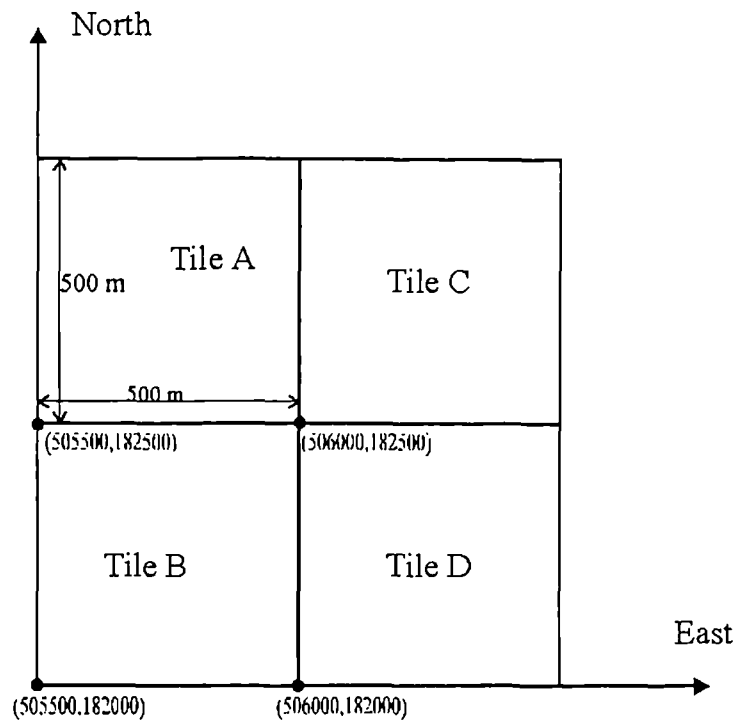 North
Tile A
Tile C
500 m
500 m
(505500,182500)
(506000,182500)
Tile B
Tile D
East
(505500,182000)
(506000,182000)